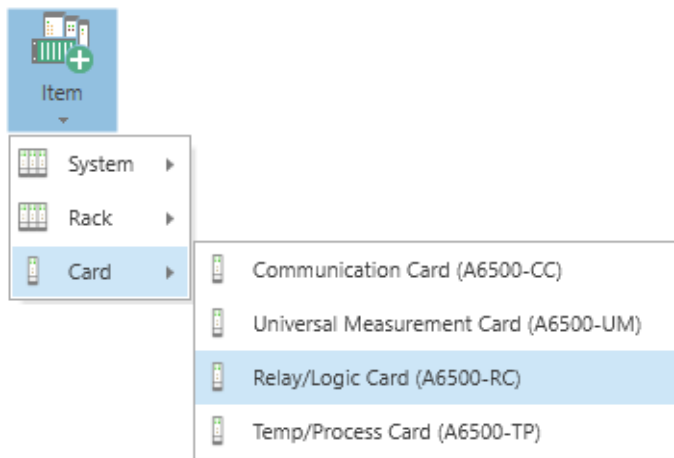 Item
System
Rack
Card
Communication Card (A6500-CC)
Universal Measurement Card (A6500-UM)
Relay/Logic Card (A6500-RC)
Temp/Process Card (A6500-TP)